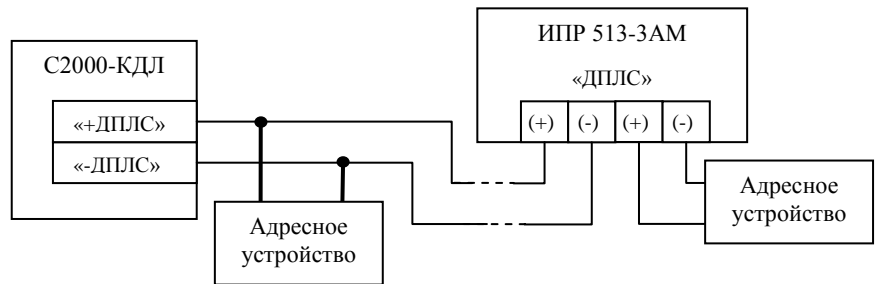 С2000-КДЛ
«+ДПЛС»
«-ДПЛС»
Адресное
устройство
ИПР 513-3АМ
«ДПЛС»
(+) (-) (+) (-)
Адресное
устройство